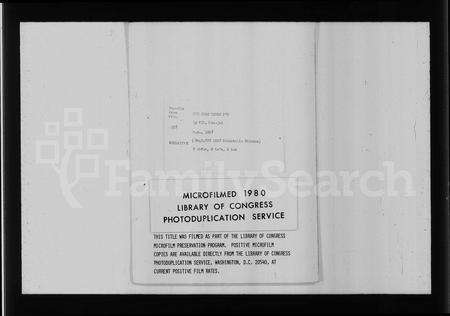 FamilySearch
MICROFILMED 1980
LIBRARY OF CONGRESS
PHOTODUPLICATION SERVICE
THIS TITLE WAS FILMED AS PART OF THE LIBRARY OF CONGRESS
MICROFILM PRESERVATION PROGRAM. POSITIVE MICROFILM
COPIES ARE AVAILABLE DIRECTLY FROM THE LIBRARY OF CONGRESS
PHOTODUPLICATION SERVICE, WASHINGTON, D.C. 20540, AT
CURRENT POSITIVE FILM RATES.